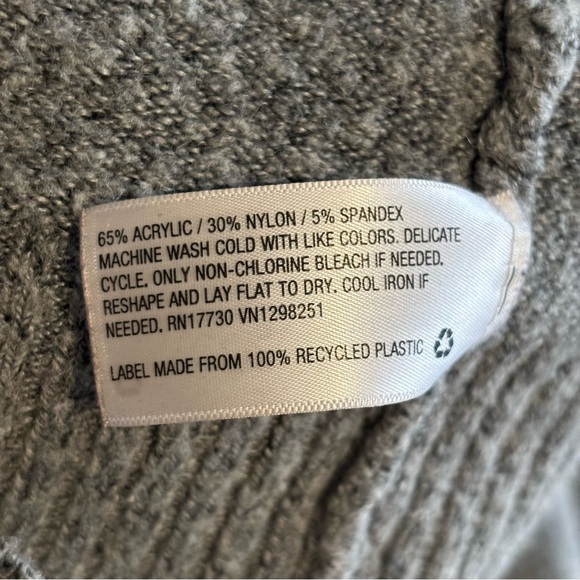 65% ACRYLIC / 30% NYLON / 5% SPANDEX
MACHINE WASH COLD WITH LIKE COLORS. DELICATE
CYCLE. ONLY NON-CHLORINE BLEACH IF NEEDED.
RESHAPE AND LAY FLAT TO DRY. COOL IRON IF
NEEDED. RN17730 VN1298251
LABEL MADE FROM 100% RECYCLED PLASTIC